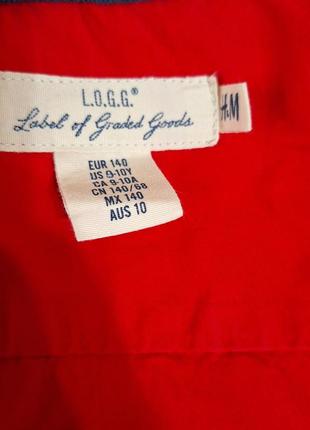 L.O.G.G.®
Label of Graded Goods
H&M
EUR 140
US 9-10Y
CA 9-10A
CN 140/68
MX 140
AUS 10